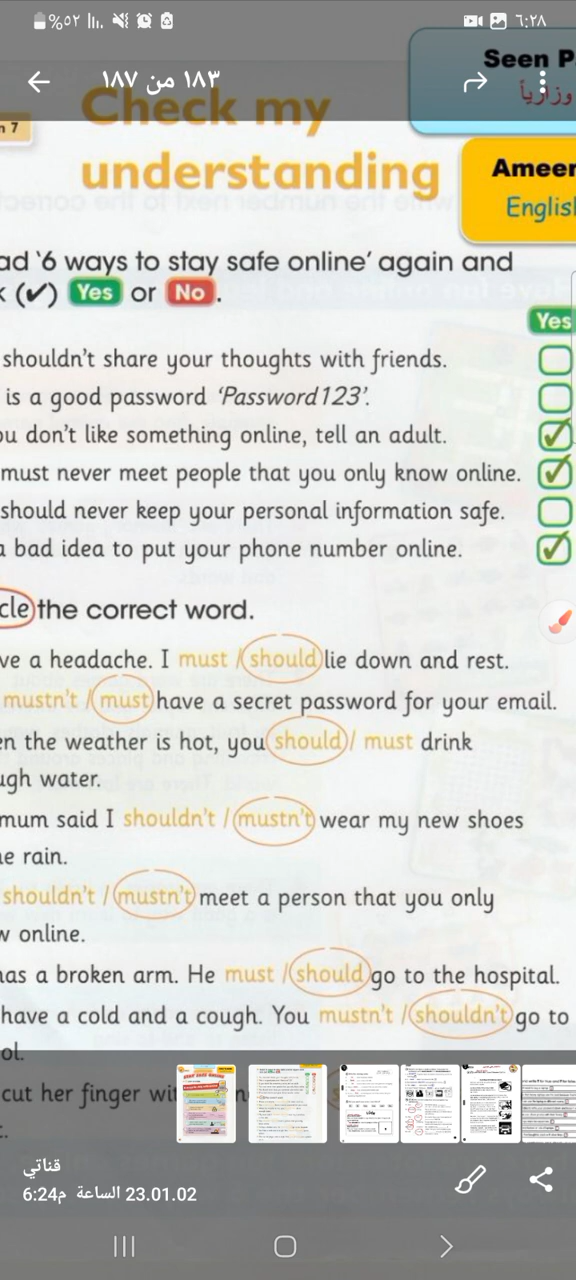 %٥٢
٦:٢٨
١٨٣ من ١٨٧
Seen P
وزارياً
n 7
Check my
understanding
Ameer
Englis
ad '6 ways to stay safe online' again and
k (✓) Yes or No.
Yes
shouldn't share your thoughts with friends.
is a good password 'Password123'.
ou don't like something online, tell an adult.
must never meet people that you only know online.
should never keep your personal information safe.
a bad idea to put your phone number online.
cle the correct word.
ve a headache. I must / should lie down and rest.
mustn't / must have a secret password for your email.
en the weather is hot, you should / must drink
ugh water.
mum said I shouldn't / mustn't wear my new shoes
he rain.
shouldn't / mustn't meet a person that you only
w online.
has a broken arm. He must / should go to the hospital.
have a cold and a cough. You mustn't / shouldn't go to
ol.
cut her finger wit
قناتي
23.01.02 الساعة 6:24م